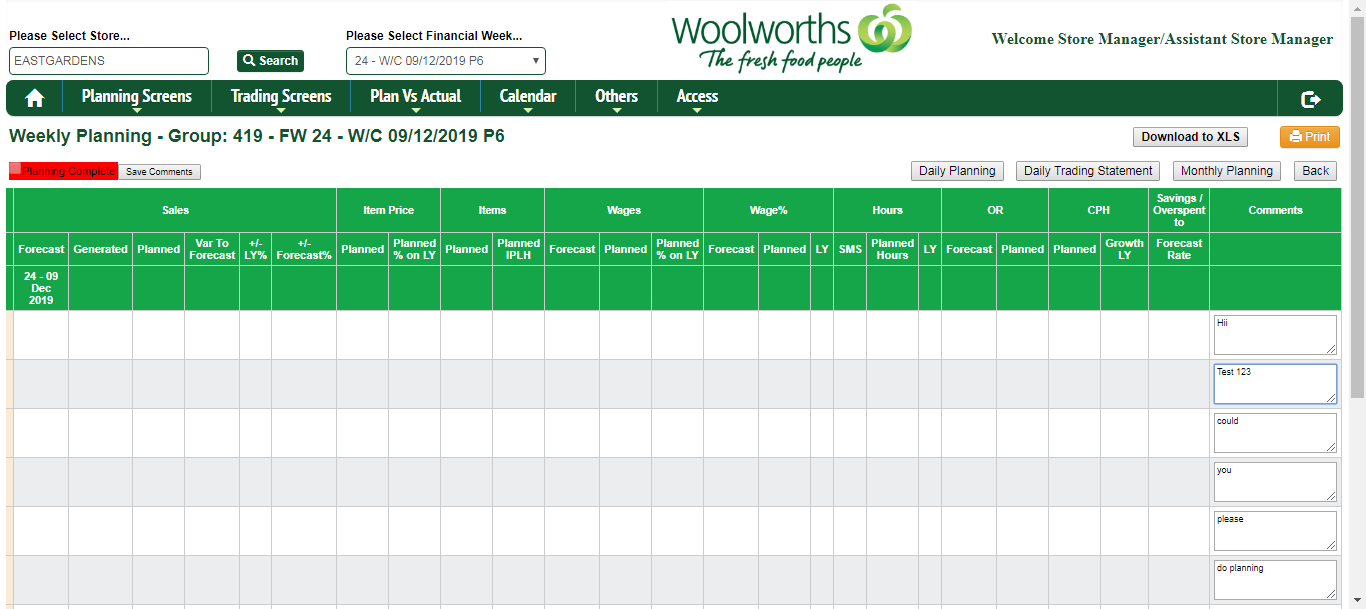 Please Select Store...
Please Select Financial Week...
EASTGARDENS
Search
24 - W/C 09/12/2019 P6
Woolworths
The fresh food people
Welcome Store Manager/Assistant Store Manager
Planning Screens
Trading Screens
Plan Vs Actual
Calendar
Others
Access
Weekly Planning - Group: 419 - FW 24 - W/C 09/12/2019 P6
Download to XLS
Print
Planning Complete
Save Comments
Daily Planning
Daily Trading Statement
Monthly Planning
Back
Sales
Item Price
Items
Wages
Wage%
Hours
OR
CPH
Savings /
Overspent
to
Comments
Forecast
Generated
Planned
Var To
Forecast
+/-
LY%
+/-
Forecast%
Planned
Planned
% on LY
Planned
Planned
IPLH
Forecast
Planned
Planned
% on LY
Forecast
Planned
LY
SMS
Planned
Hours
LY
Forecast
Planned
Planned
Growth
LY
Forecast
Rate
24 - 09
Dec
2019
Hii
Test 123
could
you
please
do planning